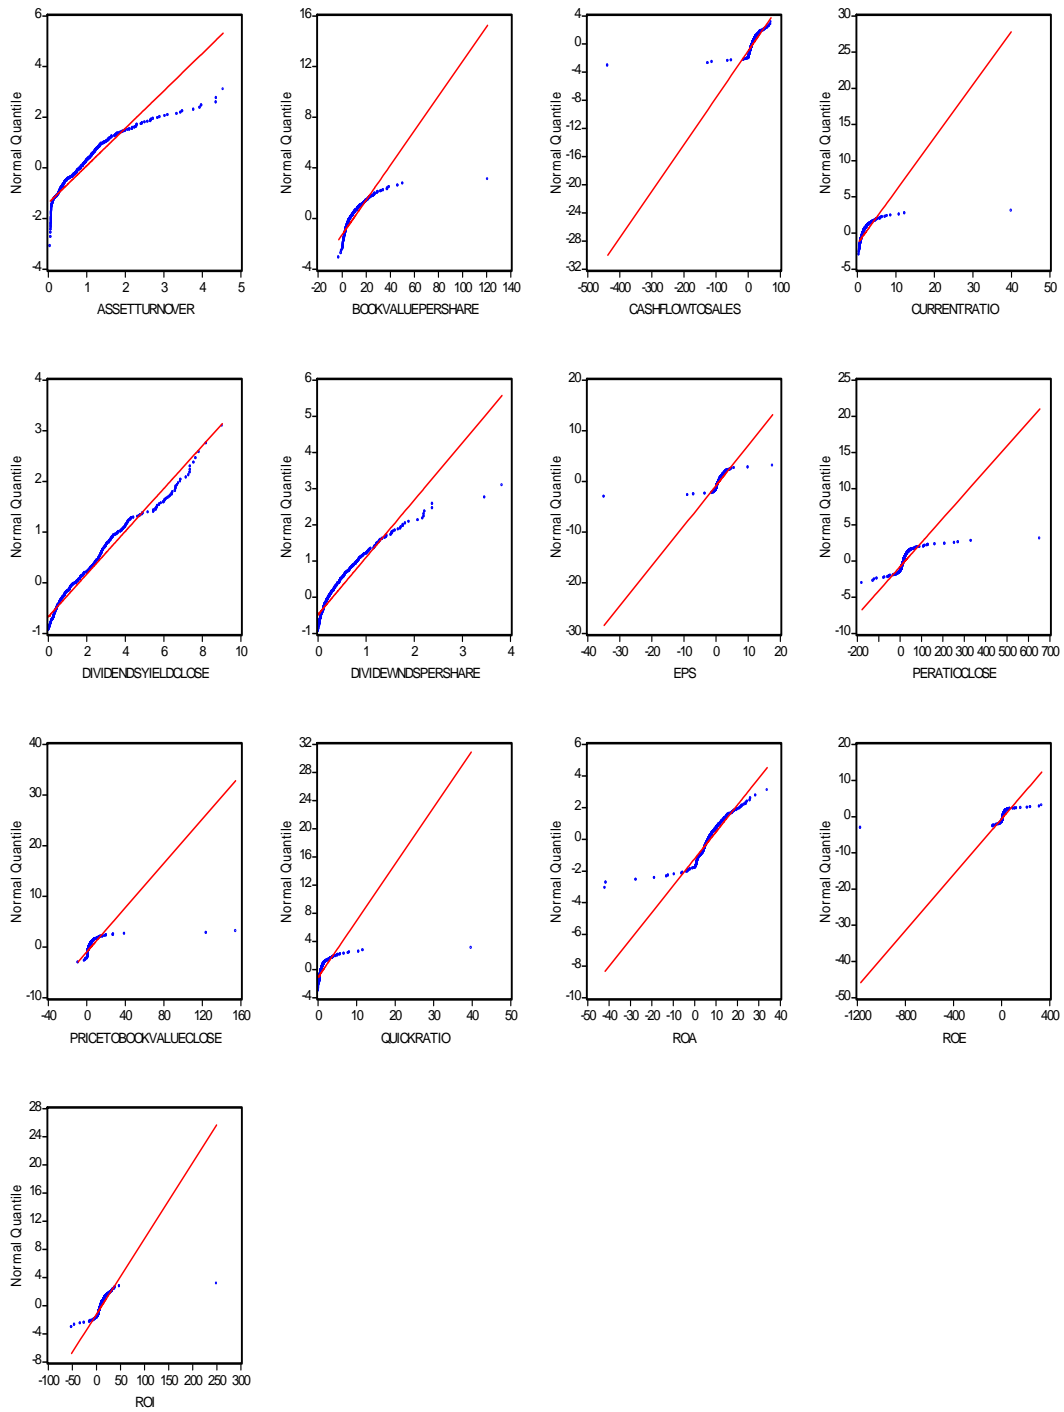 Normal Quantile
6
4
2
0
-2
-4
0 1 2 3 4 5
ASSETTURNOVER
Normal Quantile
16
12
8
4
0
-4
-20 0 20 40 60 80 100 120 140
BOOKVALUEPERSHARE
Normal Quantile
4
0
-4
-8
-12
-16
-20
-24
-28
-32
-500 -400 -300 -200 -100 0 100
CASHFLOWTOSALES
Normal Quantile
30
25
20
15
10
5
0
-5
0 10 20 30 40 50
CURRENTRATIO
Normal Quantile
4
3
2
1
0
-1
0 2 4 6 8 10
DIVIDENDSYIELDCLOSE
Normal Quantile
6
5
4
3
2
1
0
-1
0 1 2 3 4
DIVIDEWNDSPERSHARE
Normal Quantile
20
10
0
-10
-20
-30
-40 -30 -20 -10 0 10 20
EPS
Normal Quantile
25
20
15
10
5
0
-5
-10
-200 0 100 200 300 400 500 600 700
PERATIOCLOSE
Normal Quantile
40
30
20
10
0
-10
-40 0 40 80 120 160
PRICETOBOOKVALUECLOSE
Normal Quantile
32
28
24
20
16
12
8
4
0
-4
0 10 20 30 40 50
QUICKRATIO
Normal Quantile
6
4
2
0
-2
-4
-6
-8
-10
-50 -40 -30 -20 -10 0 10 20 30 40
ROA
Normal Quantile
20
10
0
-10
-20
-30
-40
-50
-1200 -800 -400 0 400
ROE
Normal Quantile
28
24
20
16
12
8
4
0
-4
-8
-100 -50 0 50 100 150 200 250 300
ROI